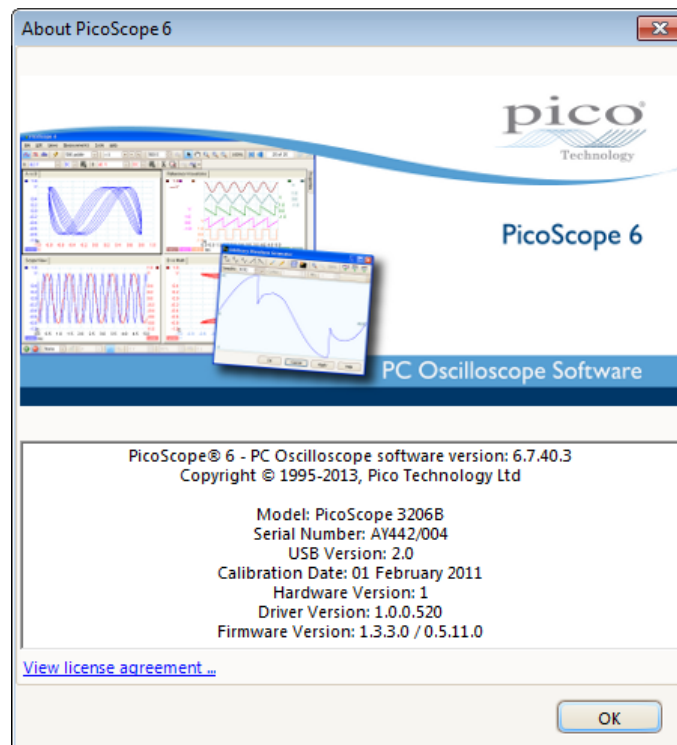 About PicoScope 6
pico
Technology
PicoScope 6
PC Oscilloscope Software
PicoScope® 6 - PC Oscilloscope software version: 6.7.40.3
Copyright © 1995-2013, Pico Technology Ltd
Model: PicoScope 3206B
Serial Number: AY442/004
USB Version: 2.0
Calibration Date: 01 February 2011
Hardware Version: 1
Driver Version: 1.0.0.520
Firmware Version: 1.3.3.0 / 0.5.11.0
View license agreement ...
OK